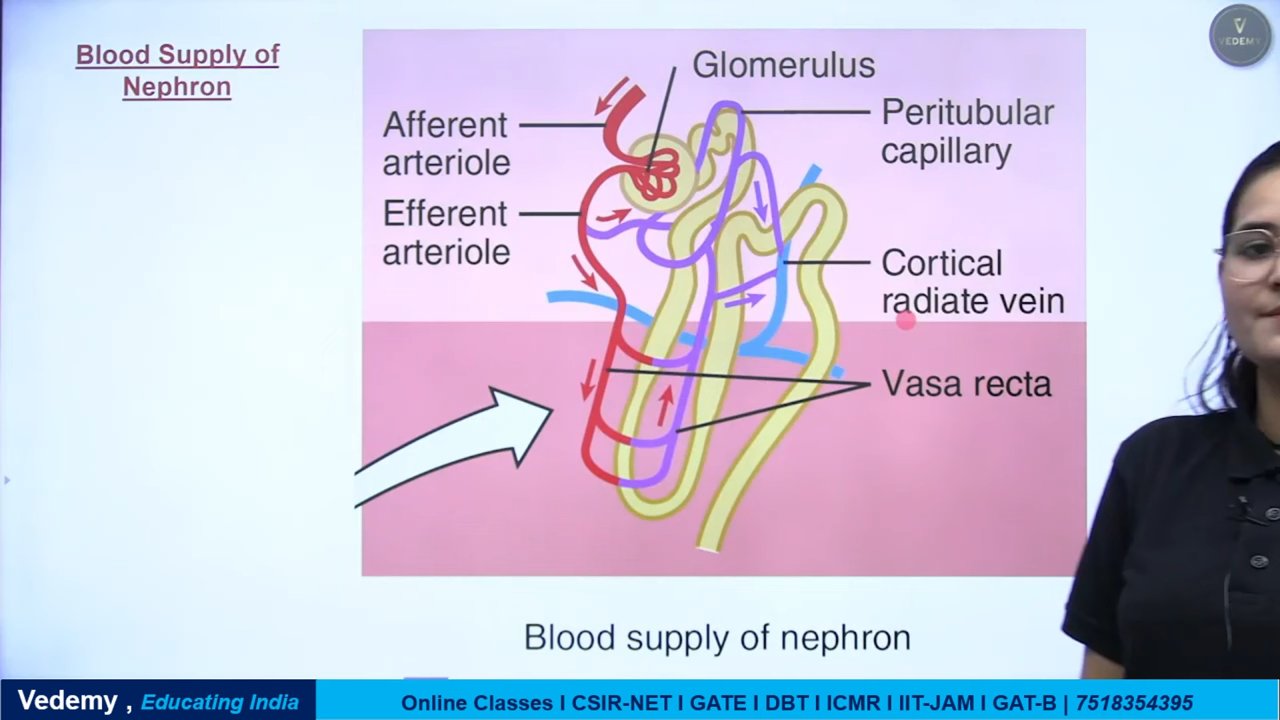 Blood Supply of
Nephron
VEDEMY
Glomerulus
Afferent
arteriole
Peritubular
capillary
Efferent
arteriole
Cortical
radiate vein
Vasa recta
Blood supply of nephron
Vedemy , Educating India
Online Classes I CSIR-NET I GATE I DBT I ICMR I IIT-JAM I GAT-B | 7518354395